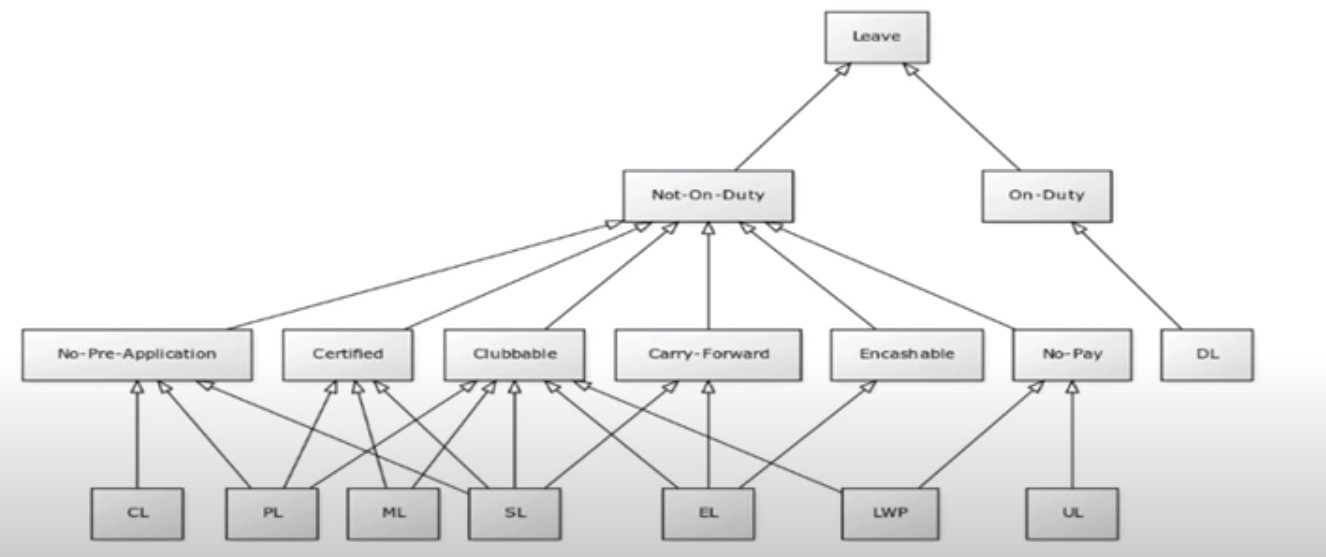 Leave
Not-On-Duty
On-Duty
No-Pre-Application
Certified
Clubbable
Carry-Forward
Encashable
No-Pay
DL
CL
PL
ML
SL
EL
LWP
UL